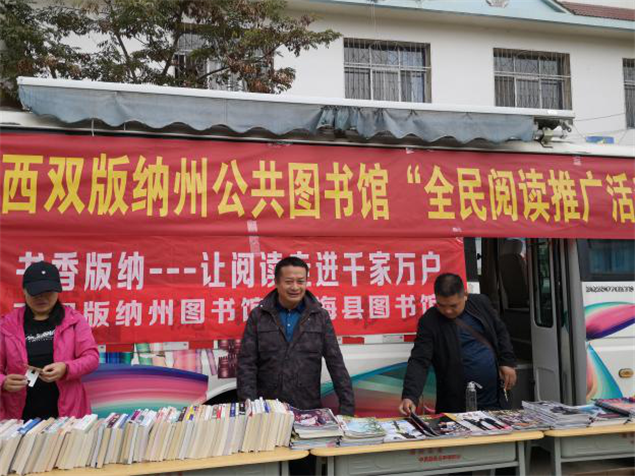 西双版纳州公共图书馆“全民阅读推广活
书香版纳---让阅读走进千家万户
双版纳州图书馆 海县图书馆